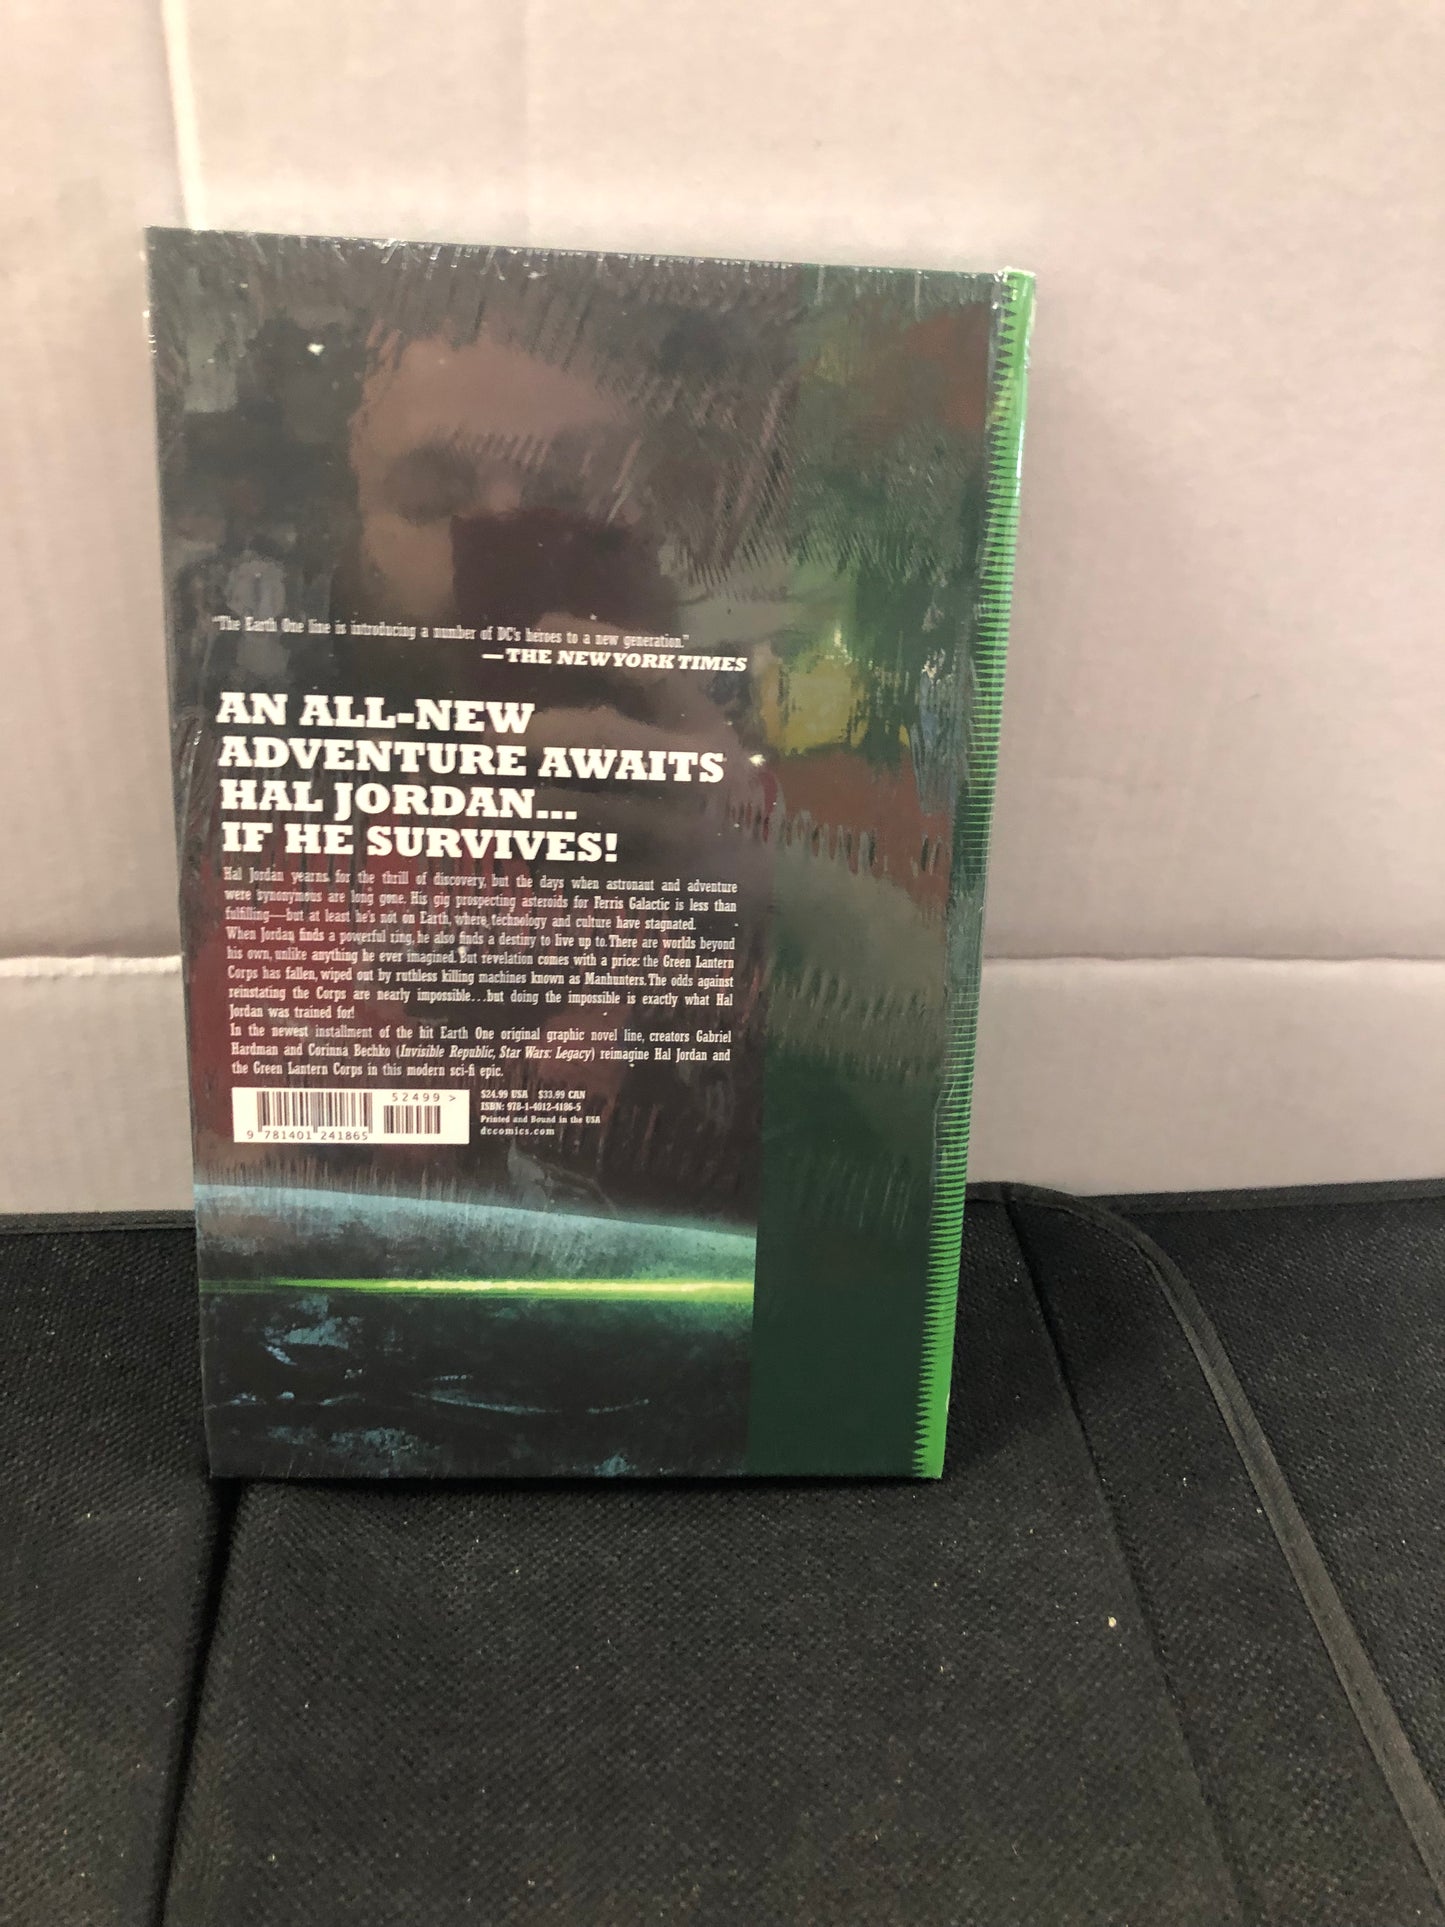 "The Earth One line is introducing a number of DC's heroes to a new generation."
—THE NEW YORK TIMES
AN ALL-NEW
ADVENTURE AWAITS
HAL JORDAN...
IF HE SURVIVES!
Hal Jordan yearns for the thrill of discovery, but the days when astronaut and adventure
were synonymous are long gone. His gig prospecting asteroids for Ferris Galactic is less than
fulfilling—but at least he's not on Earth, where technology and culture have stagnated.
When Jordan finds a powerful ring, he also finds a destiny to live up to. There are worlds beyond
his own, unlike anything he ever imagined. But revelation comes with a price: the Green Lantern
Corps has fallen, wiped out by ruthless killing machines known as Manhunters. The odds against
reinstating the Corps are nearly impossible...but doing the impossible is exactly what Hal
Jordan was trained for!
In the newest installment of the hit Earth One original graphic novel line, creators Gabriel
Hardman and Corinna Bechko (Invisible Republic, Star Wars: Legacy) reimagine Hal Jordan and
the Green Lantern Corps in this modern sci-fi epic.
52499 >
9 781401 241865
$24.99 USA $33.99 CAN
ISBN: 978-1-4012-4186-5
Printed and Bound in the USA
dccomics.com